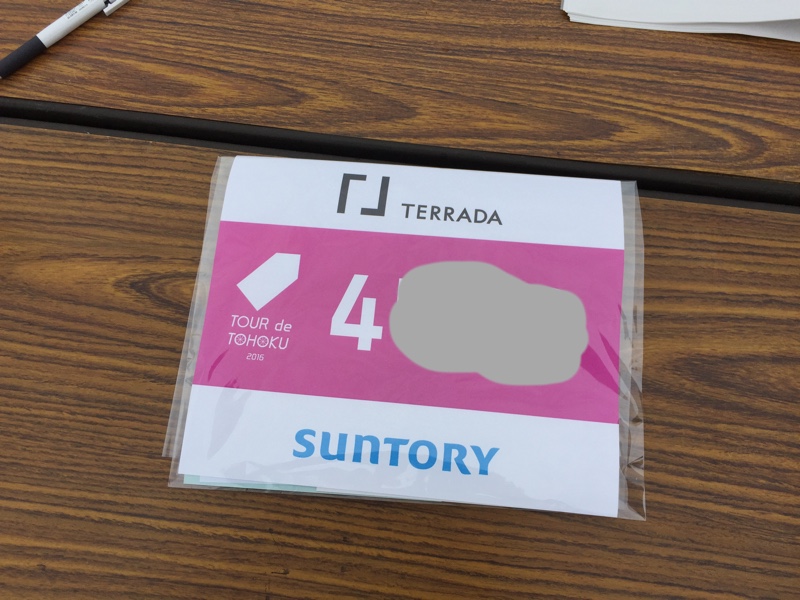 TERRADA
4
TOUR de
TOHOKU
2016
SUNTORY